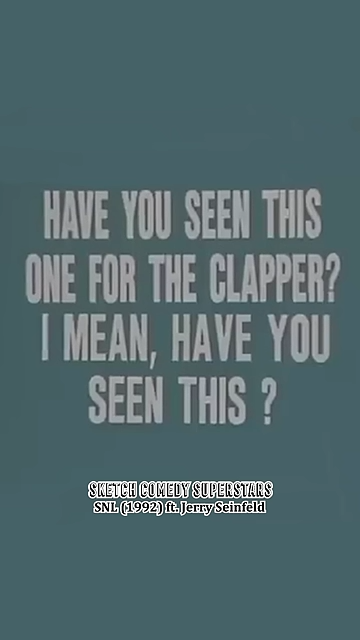 HAVE YOU SEEN THIS
ONE FOR THE CLAPPER?
I MEAN, HAVE YOU
SEEN THIS ?
SKETCH COMEDY SUPERSTARS
SNL (1992) ft. Jerry Seinfeld